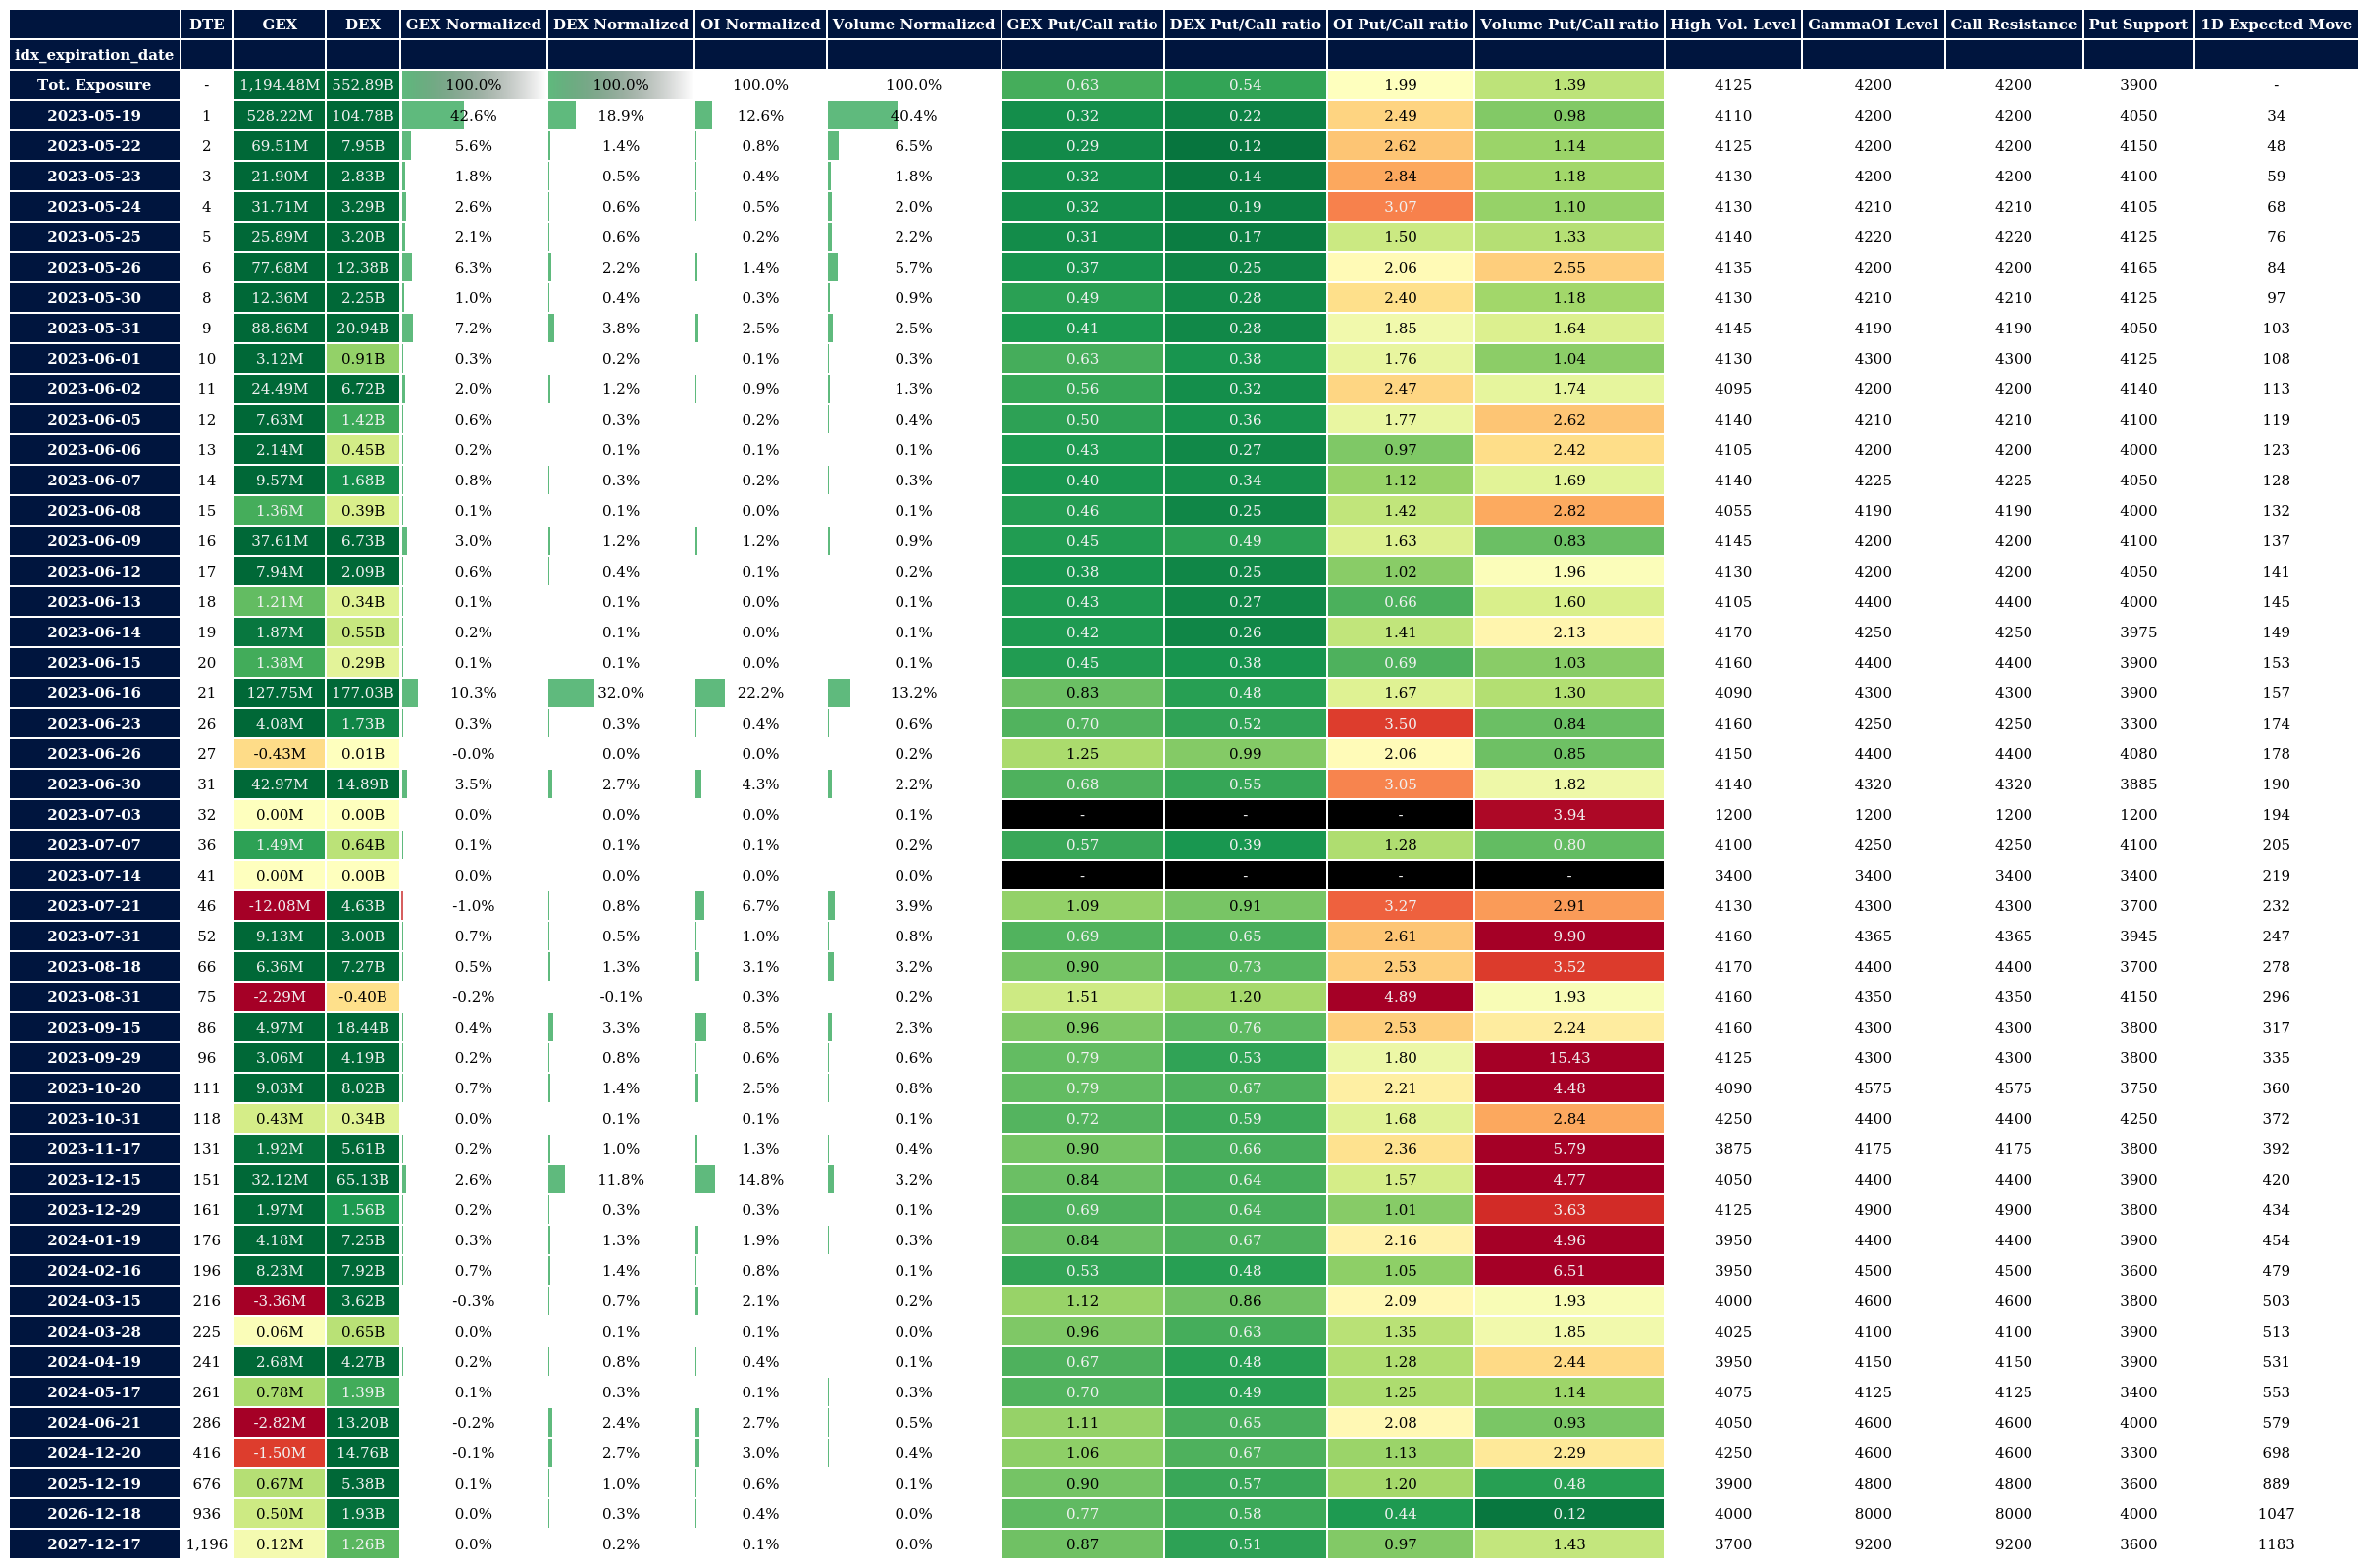 DTE GEX DEX GEX Normalized DEX Normalized OI Normalized Volume Normalized GEX Put/Call ratio DEX Put/Call ratio OI Put/Call ratio Volume Put/Call ratio High Vol. Level GammaOI Level Call Resistance Put Support 1D Expected Move
idx_expiration_date
Tot. Exposure - 1,194.48M 552.89B 100.0% 100.0% 100.0% 100.0% 0.63 0.54 1.99 1.39 4125 4200 4200 3900 -
2023-05-19 1 528.22M 104.78B 42.6% 18.9% 12.6% 40.4% 0.32 0.22 2.49 0.98 4110 4200 4200 4050 34
2023-05-22 2 69.51M 7.95B 5.6% 1.4% 0.8% 6.5% 0.29 0.12 2.62 1.14 4125 4200 4200 4150 48
2023-05-23 3 21.90M 2.83B 1.8% 0.5% 0.4% 1.8% 0.32 0.14 2.84 1.18 4130 4200 4200 4100 59
2023-05-24 4 31.71M 3.29B 2.6% 0.6% 0.5% 2.0% 0.32 0.19 3.07 1.10 4130 4210 4210 4105 68
2023-05-25 5 25.89M 3.20B 2.1% 0.6% 0.2% 2.2% 0.31 0.17 1.50 1.33 4140 4220 4220 4125 76
2023-05-26 6 77.68M 12.38B 6.3% 2.2% 1.4% 5.7% 0.37 0.25 2.06 2.55 4135 4200 4200 4165 84
2023-05-30 8 12.36M 2.25B 1.0% 0.4% 0.3% 0.9% 0.49 0.28 2.40 1.18 4130 4210 4210 4125 97
2023-05-31 9 88.86M 20.94B 7.2% 3.8% 2.5% 2.5% 0.41 0.28 1.85 1.64 4145 4190 4190 4050 103
2023-06-01 10 3.12M 0.91B 0.3% 0.2% 0.1% 0.3% 0.63 0.38 1.76 1.04 4130 4300 4300 4125 108
2023-06-02 11 24.49M 6.72B 2.0% 1.2% 0.9% 1.3% 0.56 0.32 2.47 1.74 4095 4200 4200 4140 113
2023-06-05 12 7.63M 1.42B 0.6% 0.3% 0.2% 0.4% 0.50 0.36 1.77 2.62 4140 4210 4210 4100 119
2023-06-06 13 2.14M 0.45B 0.2% 0.1% 0.1% 0.1% 0.43 0.27 0.97 2.42 4105 4200 4200 4000 123
2023-06-07 14 9.57M 1.68B 0.8% 0.3% 0.2% 0.3% 0.40 0.34 1.12 1.69 4140 4225 4225 4050 128
2023-06-08 15 1.36M 0.39B 0.1% 0.1% 0.0% 0.1% 0.46 0.25 1.42 2.82 4055 4190 4190 4000 132
2023-06-09 16 37.61M 6.73B 3.0% 1.2% 1.2% 0.9% 0.45 0.49 1.63 0.83 4145 4200 4200 4100 137
2023-06-12 17 7.94M 2.09B 0.6% 0.4% 0.1% 0.2% 0.38 0.25 1.02 1.96 4130 4200 4200 4050 141
2023-06-13 18 1.21M 0.34B 0.1% 0.1% 0.0% 0.1% 0.43 0.27 0.66 1.60 4105 4400 4400 4000 145
2023-06-14 19 1.87M 0.55B 0.2% 0.1% 0.0% 0.1% 0.42 0.26 1.41 2.13 4170 4250 4250 3975 149
2023-06-15 20 1.38M 0.29B 0.1% 0.1% 0.0% 0.1% 0.45 0.38 0.69 1.03 4160 4400 4400 3900 153
2023-06-16 21 127.75M 177.03B 10.3% 32.0% 22.2% 13.2% 0.83 0.48 1.67 1.30 4090 4300 4300 3900 157
2023-06-23 26 4.08M 1.73B 0.3% 0.3% 0.4% 0.6% 0.70 0.52 3.50 0.84 4160 4250 4250 3300 174
2023-06-26 27 -0.43M 0.01B -0.0% 0.0% 0.0% 0.2% 1.25 0.99 2.06 0.85 4150 4400 4400 4080 178
2023-06-30 31 42.97M 14.89B 3.5% 2.7% 4.3% 2.2% 0.68 0.55 3.05 1.82 4140 4320 4320 3885 190
2023-07-03 32 0.00M 0.00B 0.0% 0.0% 0.0% 0.1% - - - 3.94 1200 1200 1200 1200 194
2023-07-07 36 1.49M 0.64B 0.1% 0.1% 0.1% 0.2% 0.57 0.39 1.28 0.80 4100 4250 4250 4100 205
2023-07-14 41 0.00M 0.00B 0.0% 0.0% 0.0% 0.0% - - - - 3400 3400 3400 3400 219
2023-07-21 46 -12.08M 4.63B -1.0% 0.8% 6.7% 3.9% 1.09 0.91 3.27 2.91 4130 4300 4300 3700 232
2023-07-31 52 9.13M 3.00B 0.7% 0.5% 1.0% 0.8% 0.69 0.65 2.61 9.90 4160 4365 4365 3945 247
2023-08-18 66 6.36M 7.27B 0.5% 1.3% 3.1% 3.2% 0.90 0.73 2.53 3.52 4170 4400 4400 3700 278
2023-08-31 75 -2.29M -0.40B -0.2% -0.1% 0.3% 0.2% 1.51 1.20 4.89 1.93 4160 4350 4350 4150 296
2023-09-15 86 4.97M 18.44B 0.4% 3.3% 8.5% 2.3% 0.96 0.76 2.53 2.24 4160 4300 4300 3800 317
2023-09-29 96 3.06M 4.19B 0.2% 0.8% 0.6% 0.6% 0.79 0.53 1.80 15.43 4125 4300 4300 3800 335
2023-10-20 111 9.03M 8.02B 0.7% 1.4% 2.5% 0.8% 0.79 0.67 2.21 4.48 4090 4575 4575 3750 360
2023-10-31 118 0.43M 0.34B 0.0% 0.1% 0.1% 0.1% 0.72 0.59 1.68 2.84 4250 4400 4400 4250 372
2023-11-17 131 1.92M 5.61B 0.2% 1.0% 1.3% 0.4% 0.90 0.66 2.36 5.79 3875 4175 4175 3800 392
2023-12-15 151 32.12M 65.13B 2.6% 11.8% 14.8% 3.2% 0.84 0.64 1.57 4.77 4050 4400 4400 3900 420
2023-12-29 161 1.97M 1.56B 0.2% 0.3% 0.3% 0.1% 0.69 0.64 1.01 3.63 4125 4900 4900 3800 434
2024-01-19 176 4.18M 7.25B 0.3% 1.3% 1.9% 0.3% 0.84 0.67 2.16 4.96 3950 4400 4400 3900 454
2024-02-16 196 8.23M 7.92B 0.7% 1.4% 0.8% 0.1% 0.53 0.48 1.05 6.51 3950 4500 4500 3600 479
2024-03-15 216 -3.36M 3.62B -0.3% 0.7% 2.1% 0.2% 1.12 0.86 2.09 1.93 4000 4600 4600 3800 503
2024-03-28 225 0.06M 0.65B 0.0% 0.1% 0.1% 0.0% 0.96 0.63 1.35 1.85 4025 4100 4100 3900 513
2024-04-19 241 2.68M 4.27B 0.2% 0.8% 0.4% 0.1% 0.67 0.48 1.28 2.44 3950 4150 4150 3900 531
2024-05-17 261 0.78M 1.39B 0.1% 0.3% 0.1% 0.3% 0.70 0.49 1.25 1.14 4075 4125 4125 3400 553
2024-06-21 286 -2.82M 13.20B -0.2% 2.4% 2.7% 0.5% 1.11 0.65 2.08 0.93 4050 4600 4600 4000 579
2024-12-20 416 -1.50M 14.76B -0.1% 2.7% 3.0% 0.4% 1.06 0.67 1.13 2.29 4250 4600 4600 3300 698
2025-12-19 676 0.67M 5.38B 0.1% 1.0% 0.6% 0.1% 0.90 0.57 1.20 0.48 3900 4800 4800 3600 889
2026-12-18 936 0.50M 1.93B 0.0% 0.3% 0.4% 0.0% 0.77 0.58 0.44 0.12 4000 8000 8000 4000 1047
2027-12-17 1,196 0.12M 1.26B 0.0% 0.2% 0.1% 0.0% 0.87 0.51 0.97 1.43 3700 9200 9200 3600 1183